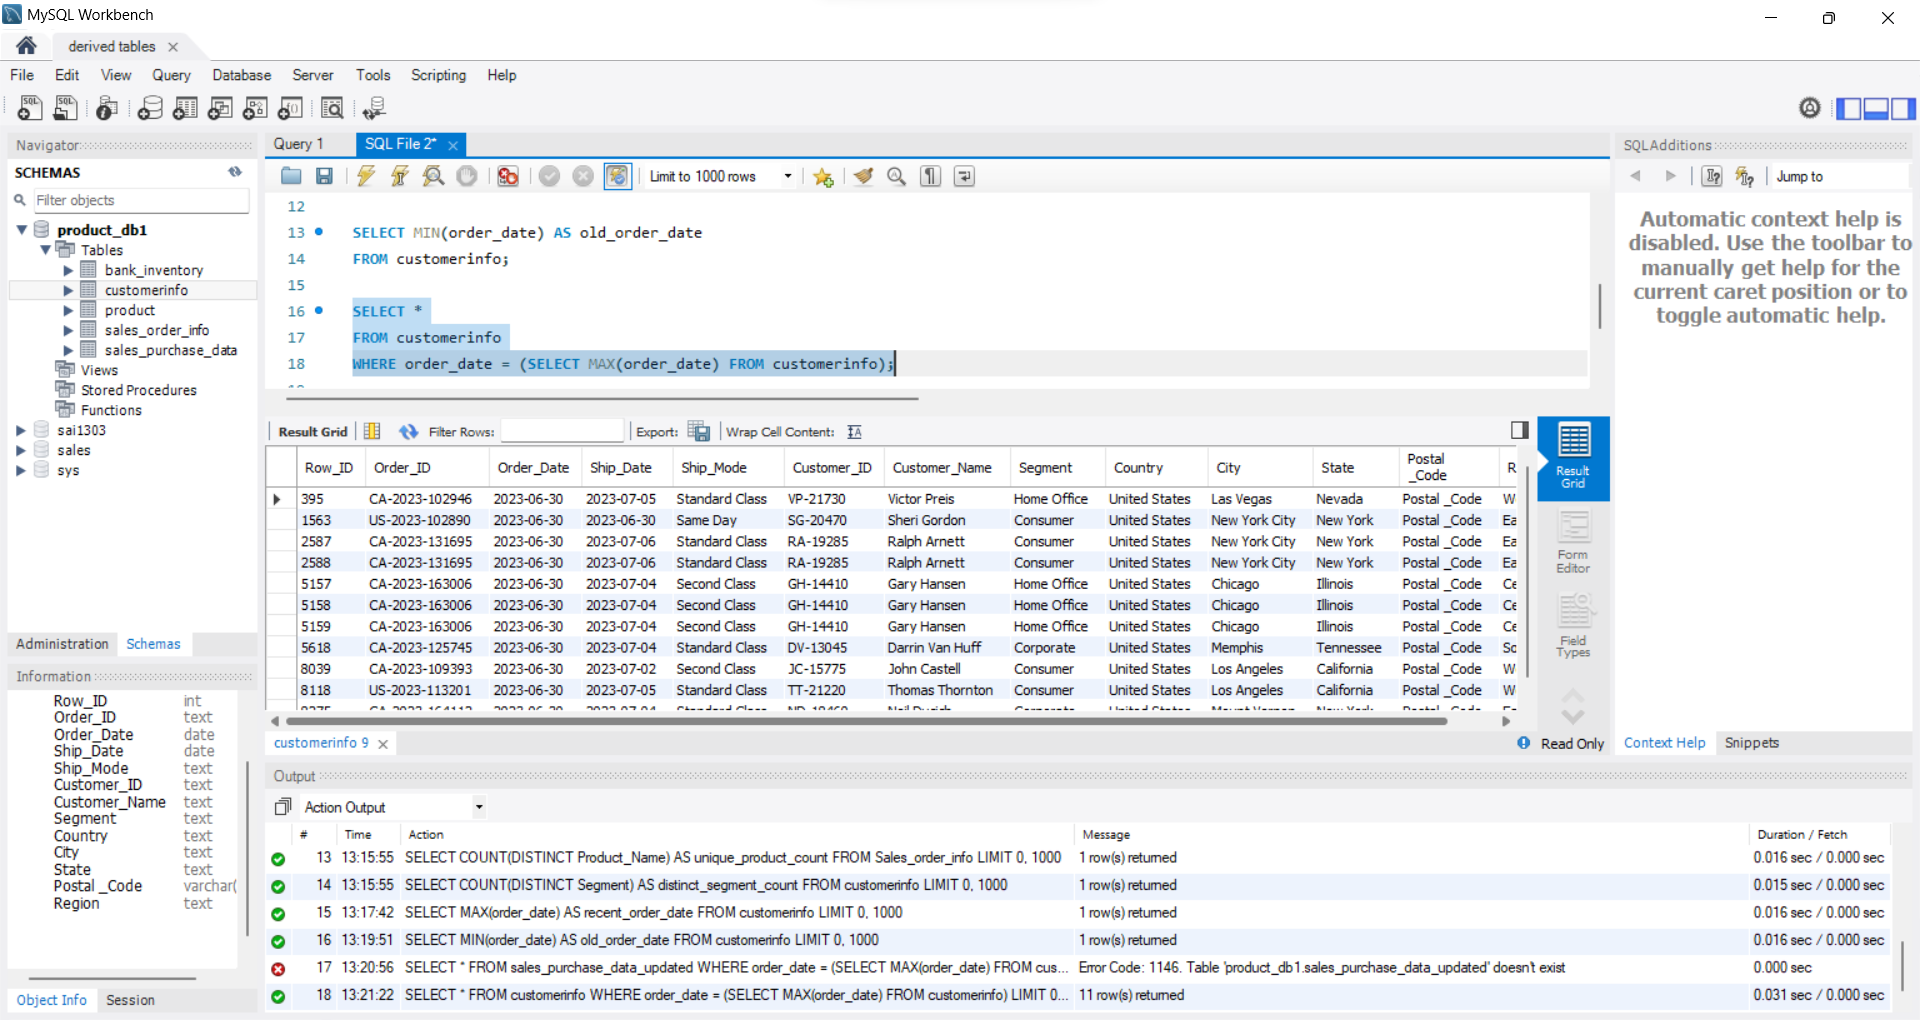 MySQL Workbench
derived tables
File Edit View Query Database Server Tools Scripting Help
Navigator
SCHEMAS
Filter objects
product_db1
Tables
bank_inventory
customerinfo
product
sales_order_info
sales_purchase_data
Views
Stored Procedures
Functions
sai1303
sales
sys
Administration Schemas
Information
Row_ID int
Order_ID text
Order_Date date
Ship_Date date
Ship_Mode text
Customer_ID text
Customer_Name text
Segment text
Country text
City text
State text
Postal _Code varchar(
Region text
Object Info Session
Query 1 SQL File 2*
Limit to 1000 rows
12
13 SELECT MIN(order_date) AS old_order_date
14 FROM customerinfo;
15
16 SELECT *
17 FROM customerinfo
18 WHERE order_date = (SELECT MAX(order_date) FROM customerinfo);
Result Grid Filter Rows: Export: Wrap Cell Content:
Row_ID Order_ID Order_Date Ship_Date Ship_Mode Customer_ID Customer_Name Segment Country City State Postal _Code R
395 CA-2023-102946 2023-06-30 2023-07-05 Standard Class VP-21730 Victor Preis Home Office United States Las Vegas Nevada Postal _Code W
1563 US-2023-102890 2023-06-30 2023-06-30 Same Day SG-20470 Sheri Gordon Consumer United States New York City New York Postal _Code Ea
2587 CA-2023-131695 2023-06-30 2023-07-06 Standard Class RA-19285 Ralph Arnett Consumer United States New York City New York Postal _Code Ea
2588 CA-2023-131695 2023-06-30 2023-07-06 Standard Class RA-19285 Ralph Arnett Consumer United States New York City New York Postal _Code Ea
5157 CA-2023-163006 2023-06-30 2023-07-04 Second Class GH-14410 Gary Hansen Home Office United States Chicago Illinois Postal _Code Ce
5158 CA-2023-163006 2023-06-30 2023-07-04 Second Class GH-14410 Gary Hansen Home Office United States Chicago Illinois Postal _Code Ce
5159 CA-2023-163006 2023-06-30 2023-07-04 Second Class GH-14410 Gary Hansen Home Office United States Chicago Illinois Postal _Code Ce
5618 CA-2023-125745 2023-06-30 2023-07-04 Standard Class DV-13045 Darrin Van Huff Corporate United States Memphis Tennessee Postal _Code So
8039 CA-2023-109393 2023-06-30 2023-07-02 Second Class JC-15775 John Castell Consumer United States Los Angeles California Postal _Code W
8118 US-2023-113201 2023-06-30 2023-07-05 Standard Class TT-21220 Thomas Thornton Consumer United States Los Angeles California Postal _Code W
Result Grid
Form Editor
Field Types
customerinfo 9
Read Only
SQLAdditions
Jump to
Automatic context help is
disabled. Use the toolbar to
manually get help for the
current caret position or to
toggle automatic help.
Context Help Snippets
Output
Action Output
# Time Action Message Duration / Fetch
13 13:15:55 SELECT COUNT(DISTINCT Product_Name) AS unique_product_count FROM Sales_order_info LIMIT 0, 1000 1 row(s) returned 0.016 sec / 0.000 sec
14 13:15:55 SELECT COUNT(DISTINCT Segment) AS distinct_segment_count FROM customerinfo LIMIT 0, 1000 1 row(s) returned 0.015 sec / 0.000 sec
15 13:17:42 SELECT MAX(order_date) AS recent_order_date FROM customerinfo LIMIT 0, 1000 1 row(s) returned 0.016 sec / 0.000 sec
16 13:19:51 SELECT MIN(order_date) AS old_order_date FROM customerinfo LIMIT 0, 1000 1 row(s) returned 0.016 sec / 0.000 sec
17 13:20:56 SELECT * FROM sales_purchase_data_updated WHERE order_date = (SELECT MAX(order_date) FROM cus... Error Code: 1146. Table 'product_db1.sales_purchase_data_updated' doesn't exist 0.000 sec
18 13:21:22 SELECT * FROM customerinfo WHERE order_date = (SELECT MAX(order_date) FROM customerinfo) LIMIT 0... 11 row(s) returned 0.031 sec / 0.000 sec